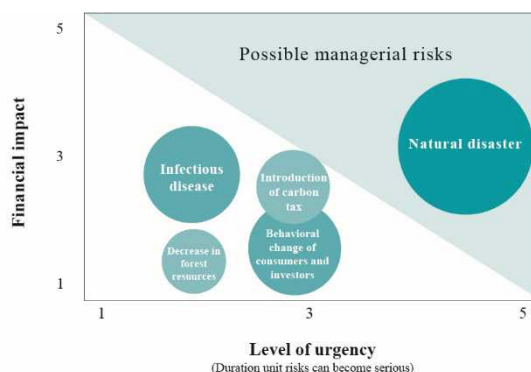 5
Possible managerial risks
Financial impact
3
Natural disaster
Infectious
disease
Introduction
of carbon
tax
Behavioral
change of
consumers and
investors
Decrease in
forest
resources
1
1
3
5
Level of urgency
(Duration unit risks can become serious)